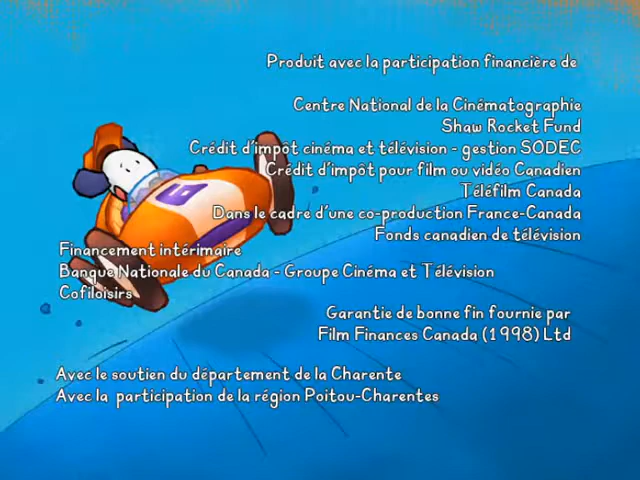 Produit avec la participation financière de
Centre National de la Cinématographie
Shaw Rocket Fund
Crédit d'impôt cinéma et télévision - gestion SODEC
Crédit d'impôt pour film ou vidéo Canadien
Téléfilm Canada
Dans le cadre d'une co-production France-Canada
Fonds canadien de télévision
Financement intérimaire
Banque Nationale du Canada - Groupe Cinéma et Télévision
Cofiloisirs
Garantie de bonne fin fournie par
Film Finances Canada (1998) Ltd
Avec le soutien du département de la Charente
Avec la participation de la région Poitou-Charentes